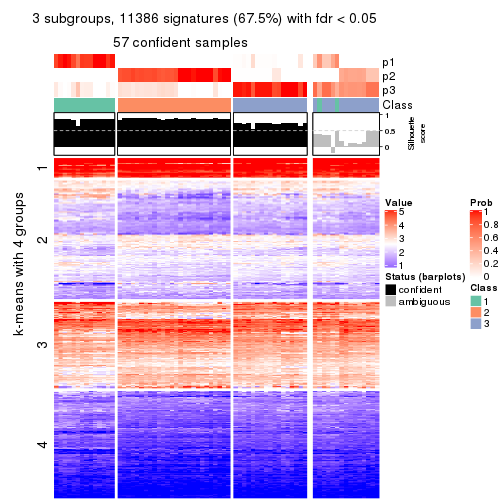 3 subgroups, 11386 signatures (67.5%) with fdr < 0.05
57 confident samples
p1
p2
p3
Class
1
0.5
0
Silhouette
score
k-means with 4 groups
1
2
3
4
Value
5
4
3
2
1
Status (barplots)
confident
ambiguous
Prob
1
0.8
0.6
0.4
0.2
0
Class
1
2
3